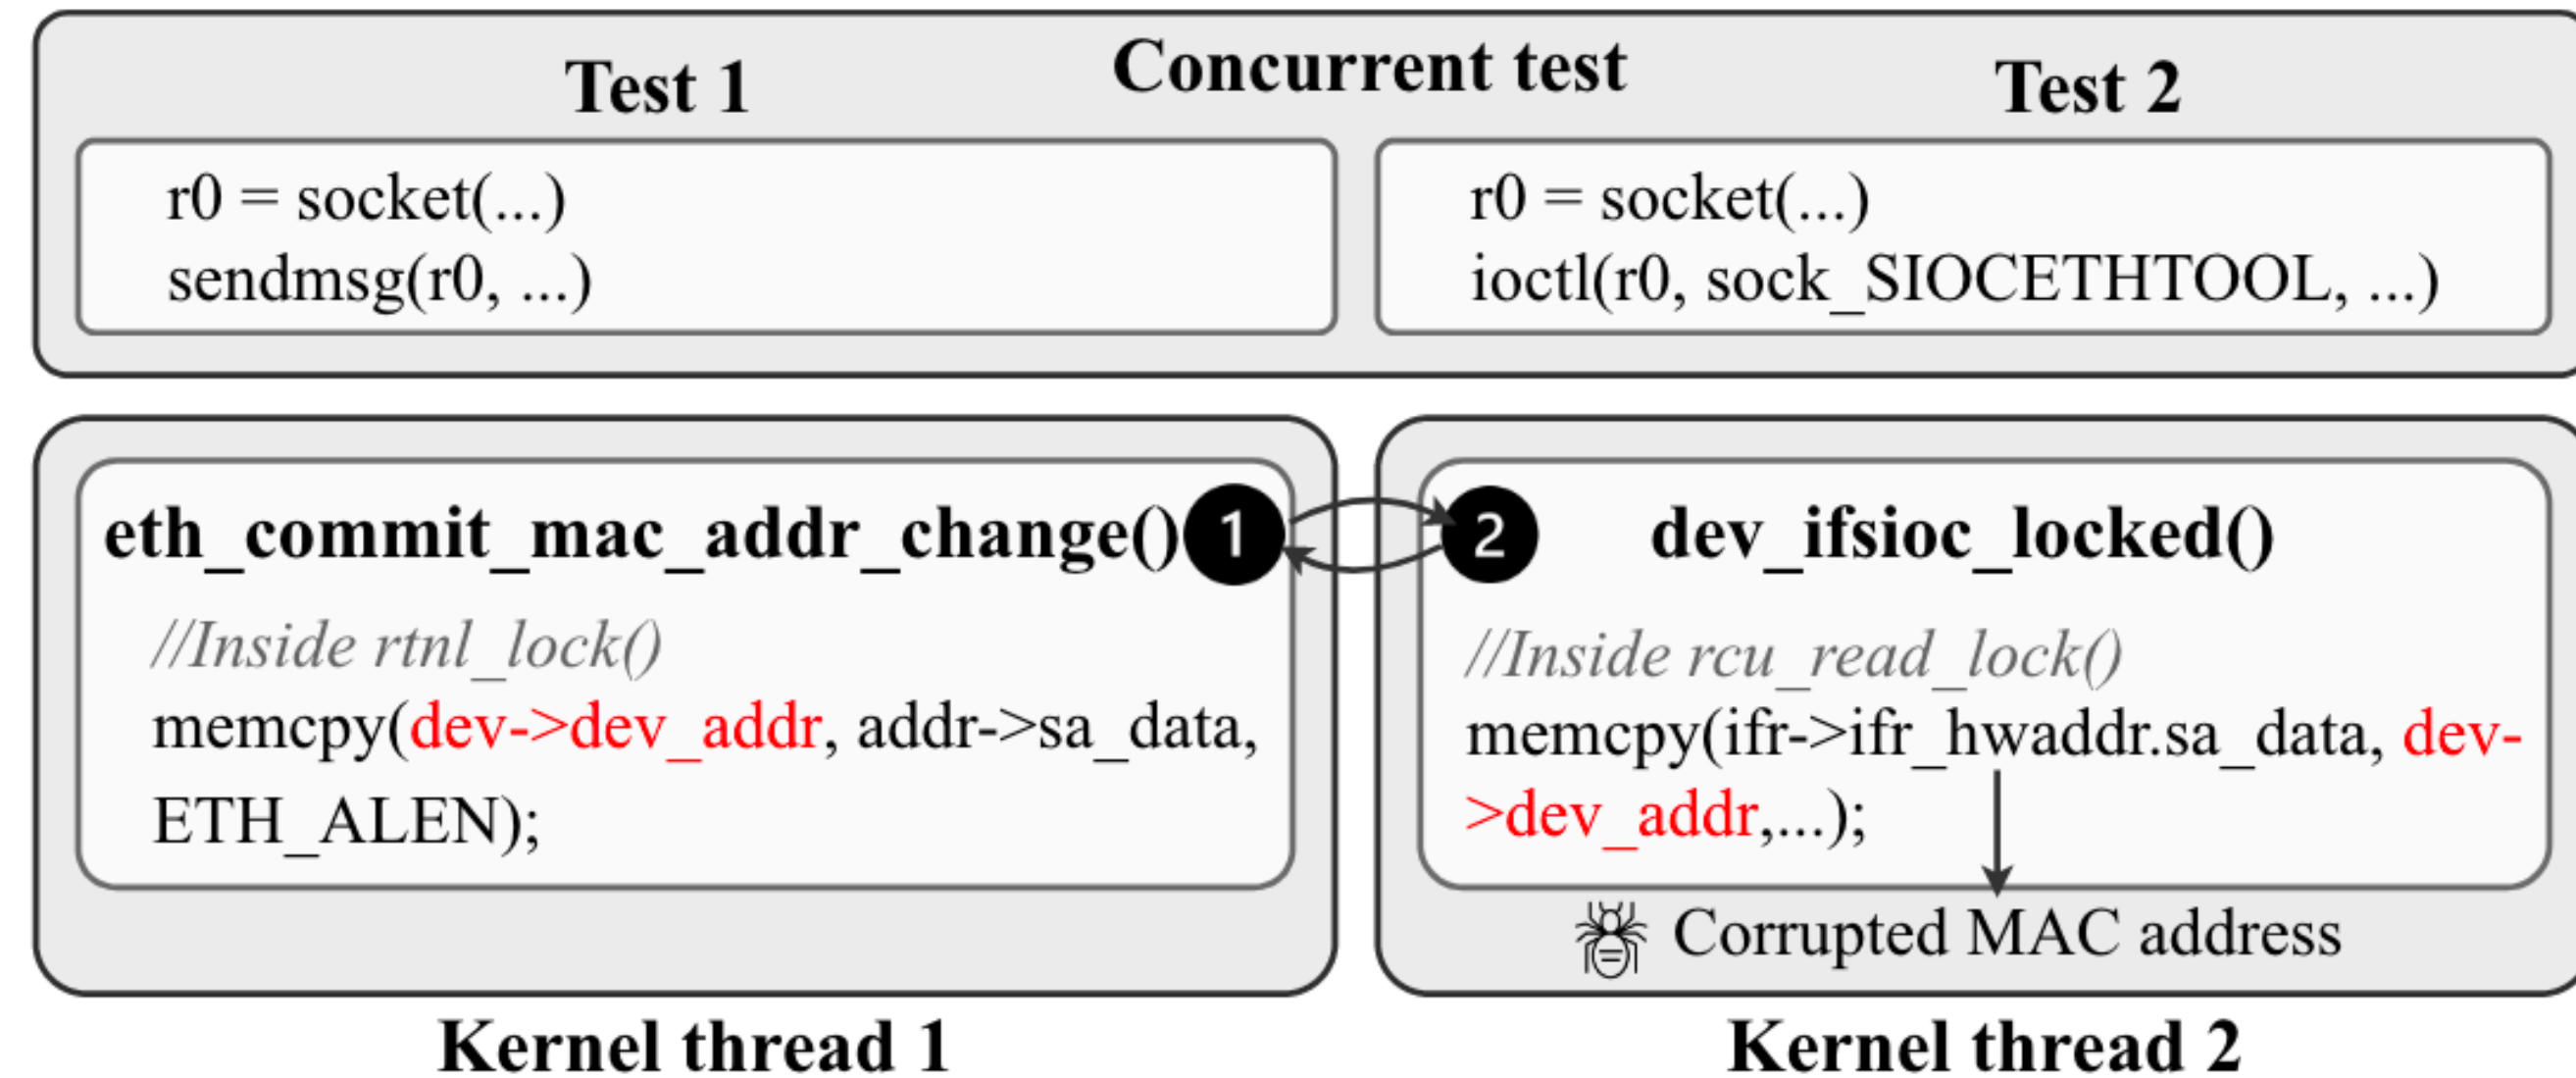 Concurrent test
Test 1
r0 = socket(...)
sendmsg(r0, ...)
Test 2
r0 = socket(...)
ioctl(r0, sock_SIOCETHTOOL, ...)
eth_commit_mac_addr_change() 1
//Inside rtnl_lock()
memcpy(dev->dev_addr, addr->sa_data,
ETH_ALEN);
Kernel thread 1
2 dev_ifsioc_locked()
//Inside rcu_read_lock()
memcpy(ifr->ifr_hwaddr.sa_data, dev-
>dev_addr,...);
Corrupted MAC address
Kernel thread 2